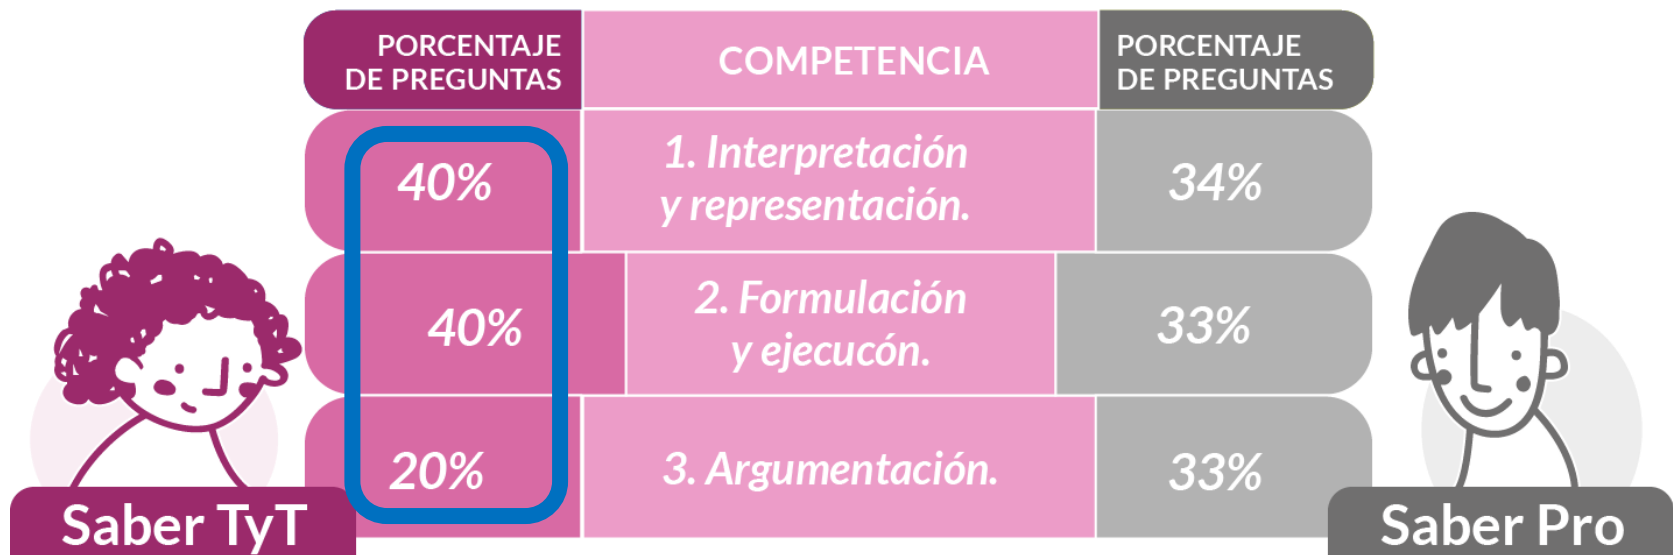 PORCENTAJE
DE PREGUNTAS
COMPETENCIA
PORCENTAJE
DE PREGUNTAS
40%
1. Interpretación
y representación.
34%
40%
2. Formulación
y ejecucón.
33%
20%
3. Argumentación.
33%
Saber TyT
Saber Pro